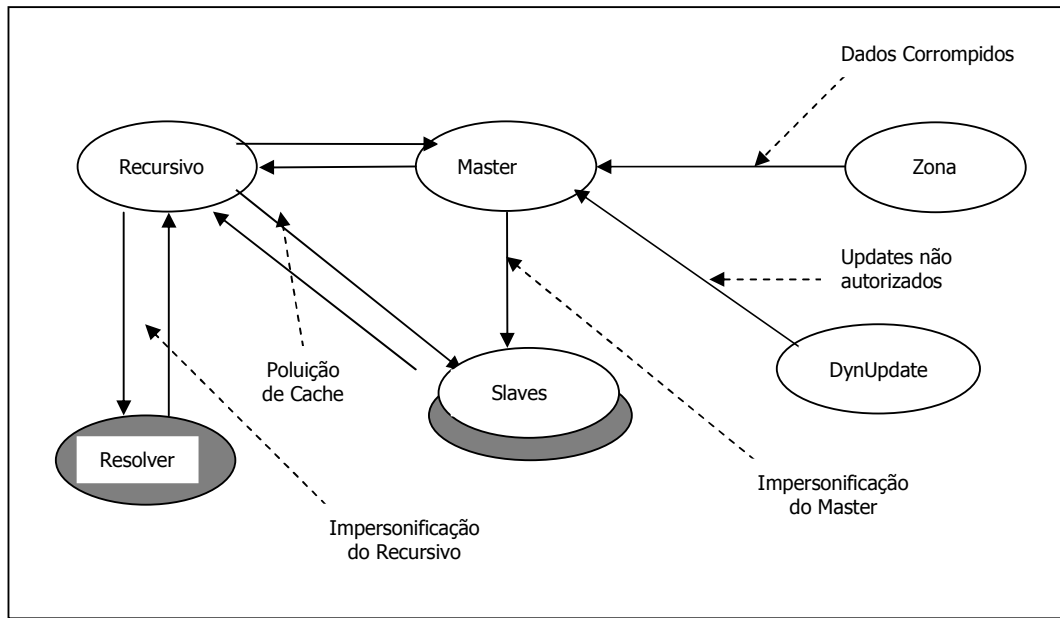 Dados Corrompidos
Recursivo
Master
Zona
Updates não
autorizados
Poluição
de Cache
Slaves
DynUpdate
Resolver
Impersonificação
do Master
Impersonificação
do Recursivo